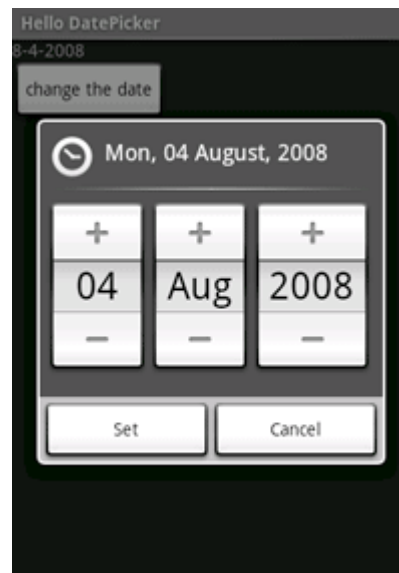 Hello DatePicker
8-4-2008
change the date
Mon, 04 August, 2008
+ + +
04 Aug 2008
− − −
Set Cancel